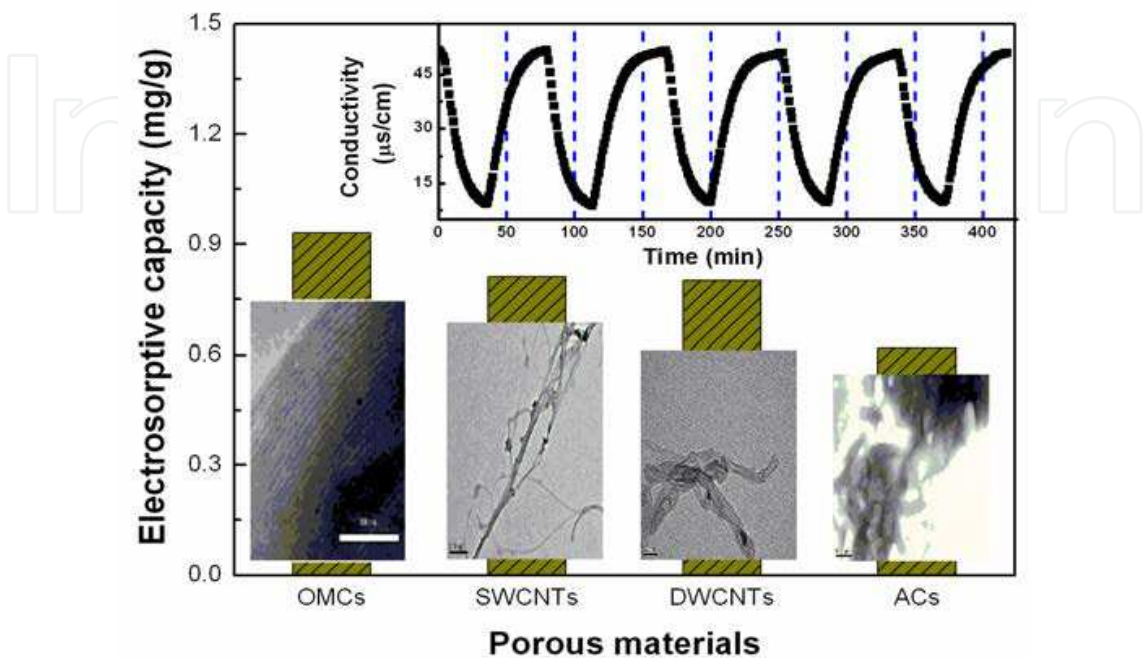 1.5
1.2
0.9
0.6
0.3
0.0
Electrosorptive capacity (mg/g)
45
30
15
Conductivity
(μs/cm)
0 50 100 150 200 250 300 350 400
Time (min)
OMCs SWCNTs DWCNTs ACs
Porous materials